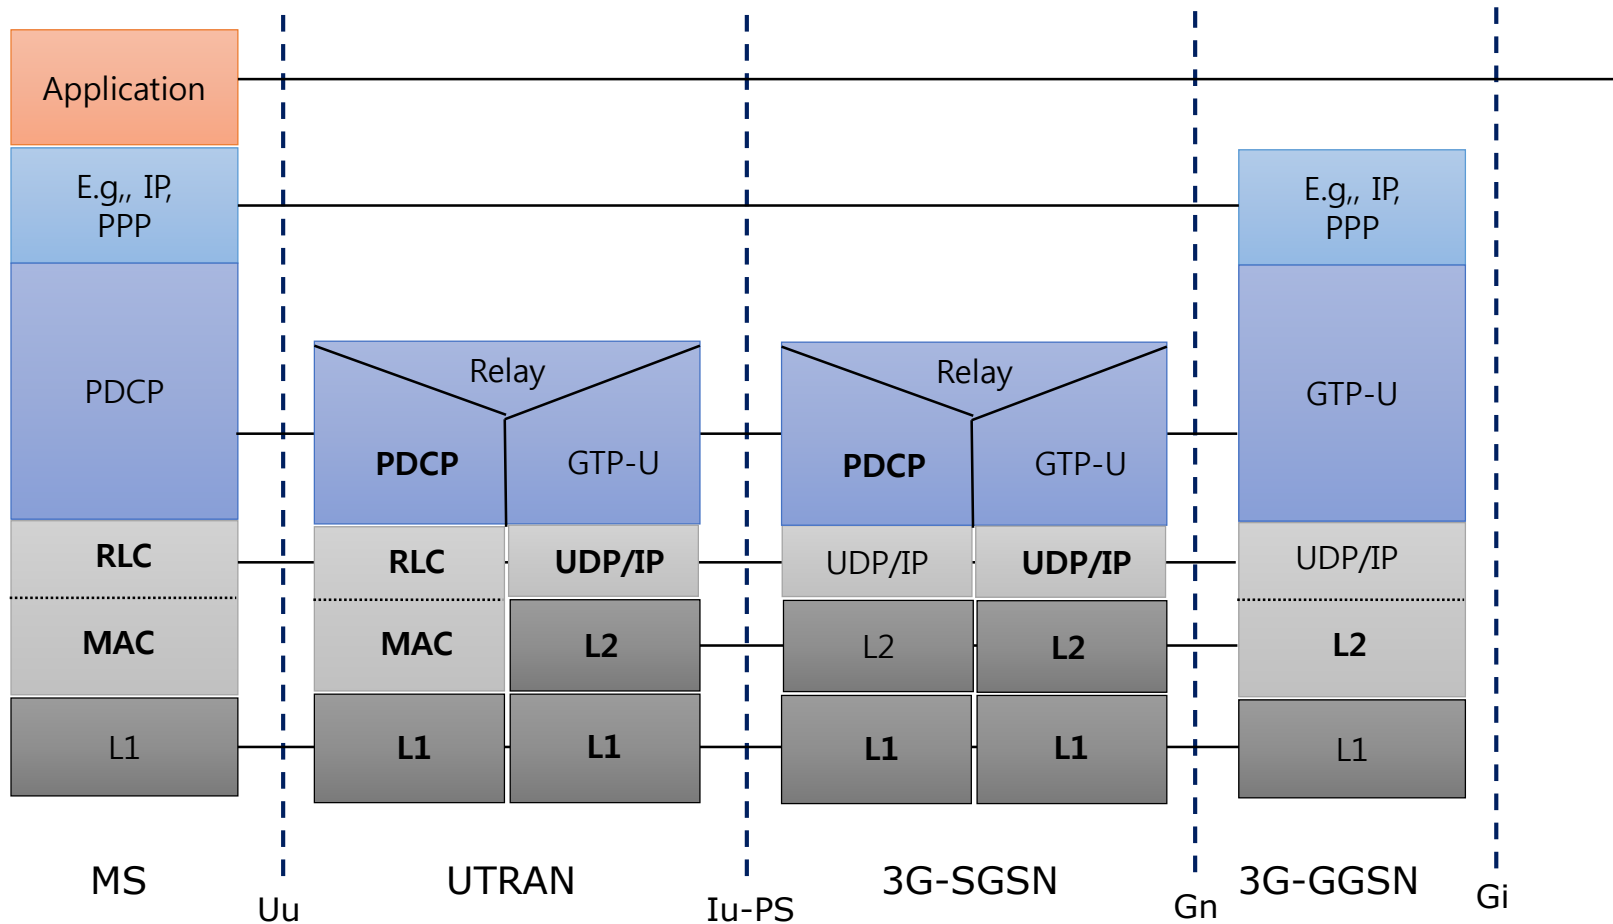 Application
E.g,, IP,
PPP
PDCP
RLC
MAC
L1
MS
Uu
Relay
PDCP
GTP-U
RLC
UDP/IP
MAC
L2
L1
L1
UTRAN
Iu-PS
Relay
PDCP
GTP-U
UDP/IP
UDP/IP
L2
L2
L1
L1
3G-SGSN
Gn
E.g,, IP,
PPP
GTP-U
UDP/IP
L2
L1
3G-GGSN
Gi